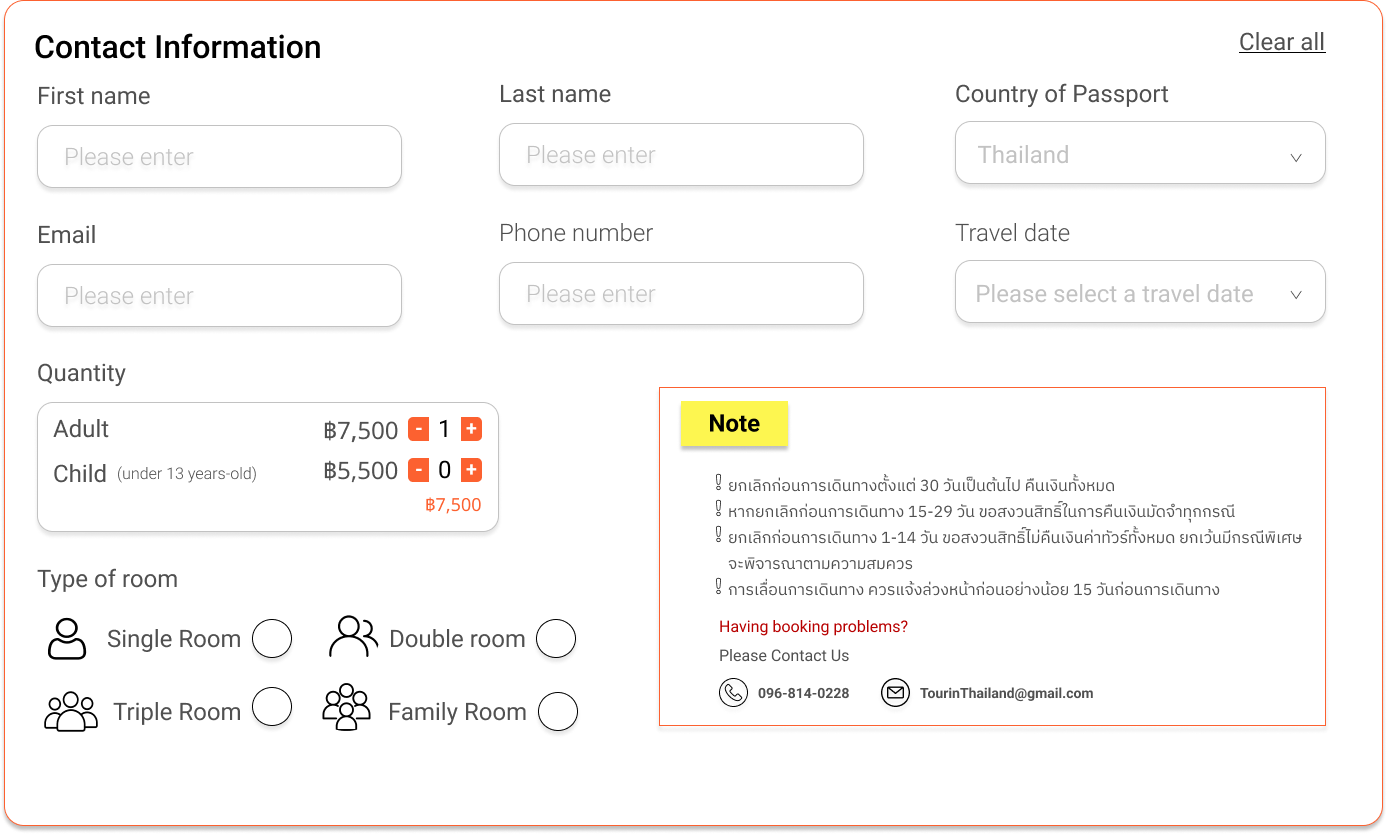 Contact Information
Clear all
First name
Last name
Country of Passport
Please enter
Please enter
Thailand
Email
Phone number
Travel date
Please enter
Please enter
Please select a travel date
Quantity
Adult ฿7,500 - 1 +
Child (under 13 years-old) ฿5,500 - 0 +
฿7,500
Type of room
Single Room
Double room
Triple Room
Family Room
Note
ยกเลิกก่อนการเดินทางตั้งแต่ 30 วันเป็นต้นไป คืนเงินทั้งหมด
หากยกเลิกก่อนการเดินทาง 15-29 วัน ขอสงวนสิทธิ์ในการคืนเงินมัดจำทุกกรณี
ยกเลิกก่อนการเดินทาง 1-14 วัน ขอสงวนสิทธิ์ไม่คืนเงินค่าทัวร์ทั้งหมด ยกเว้นมีกรณีพิเศษ
จะพิจารณาตามความสมควร
การเลื่อนการเดินทาง ควรแจ้งล่วงหน้าก่อนอย่างน้อย 15 วันก่อนการเดินทาง
Having booking problems?
Please Contact Us
096-814-0228
TourinThailand@gmail.com